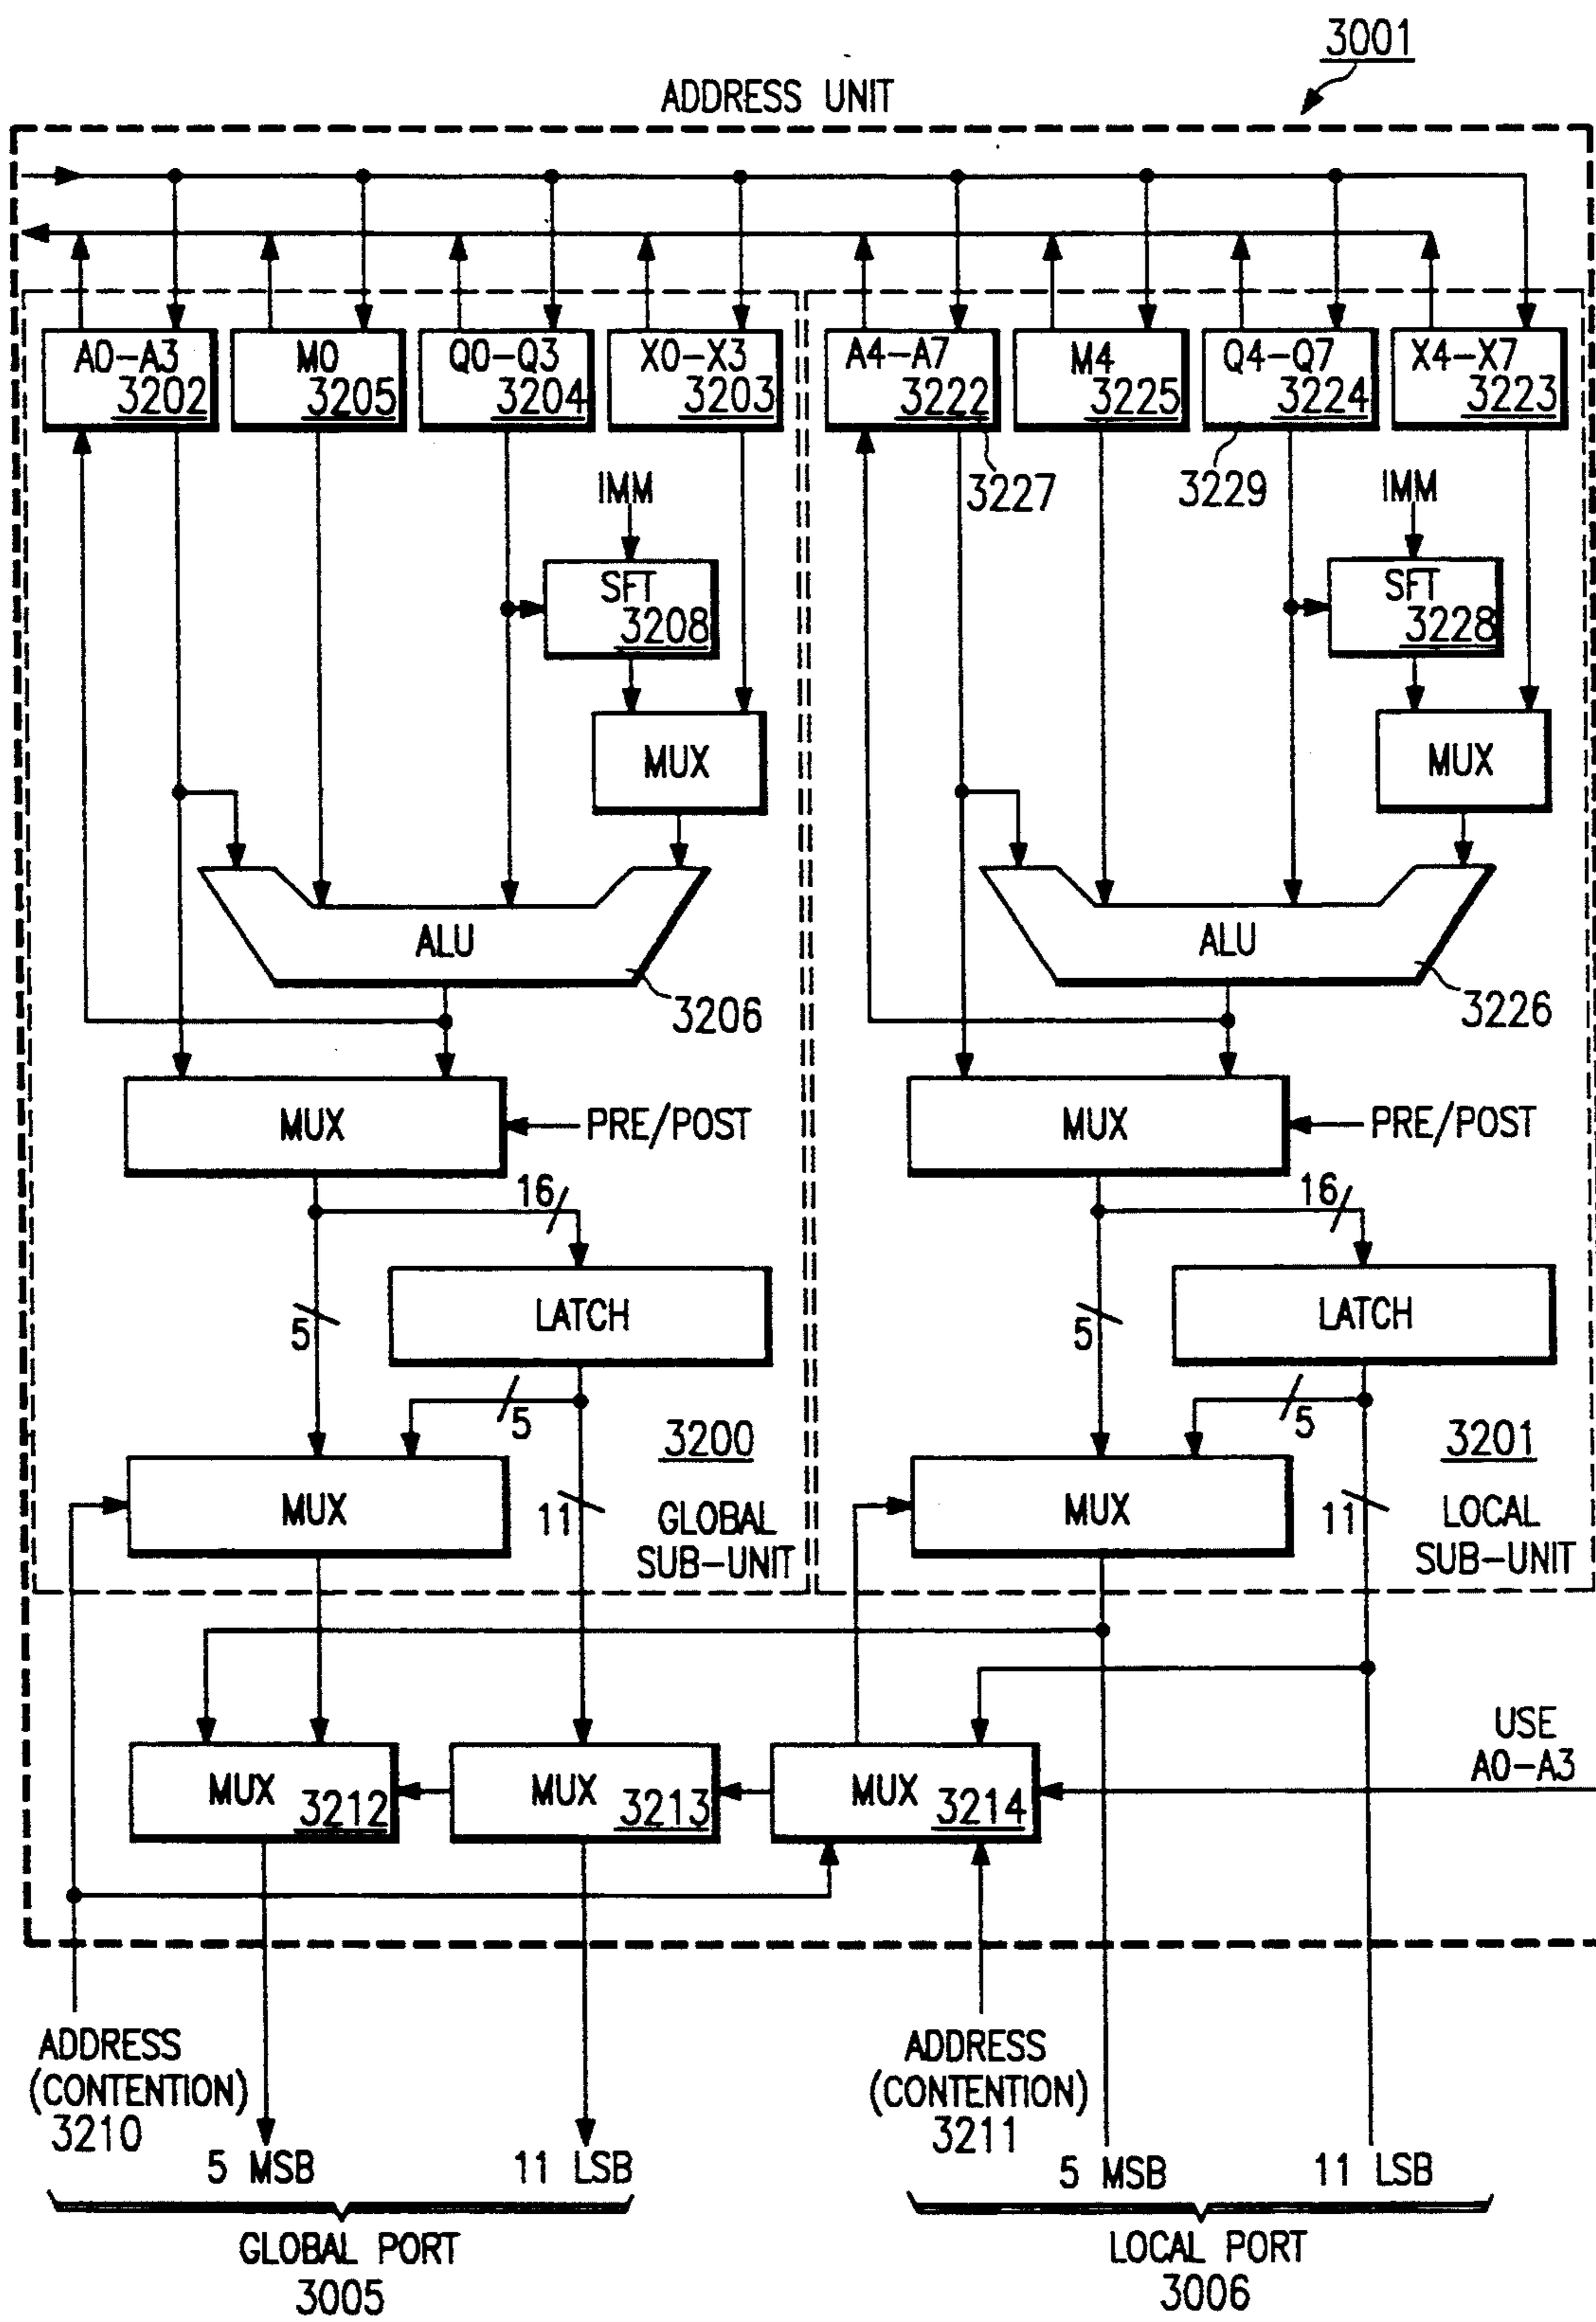 3001
ADDRESS UNIT
A0-A3
3202
M0
3205
Q0-Q3
3204
X0-X3
3203
A4-A7
3222
M4
3225
Q4-Q7
3224
X4-X7
3223
3227
3229
IMM
IMM
SFT
3208
SFT
3228
MUX
MUX
ALU
ALU
3206
3226
MUX
PRE/POST
MUX
PRE/POST
16
16
5
LATCH
5
LATCH
5
5
3200
3201
MUX
11
GLOBAL
SUB-UNIT
MUX
11
LOCAL
SUB-UNIT
USE
A0-A3
MUX
3212
MUX
3213
MUX
3214
ADDRESS
(CONTENTION)
3210
ADDRESS
(CONTENTION)
3211
5 MSB
11 LSB
5 MSB
11 LSB
GLOBAL PORT
3005
LOCAL PORT
3006